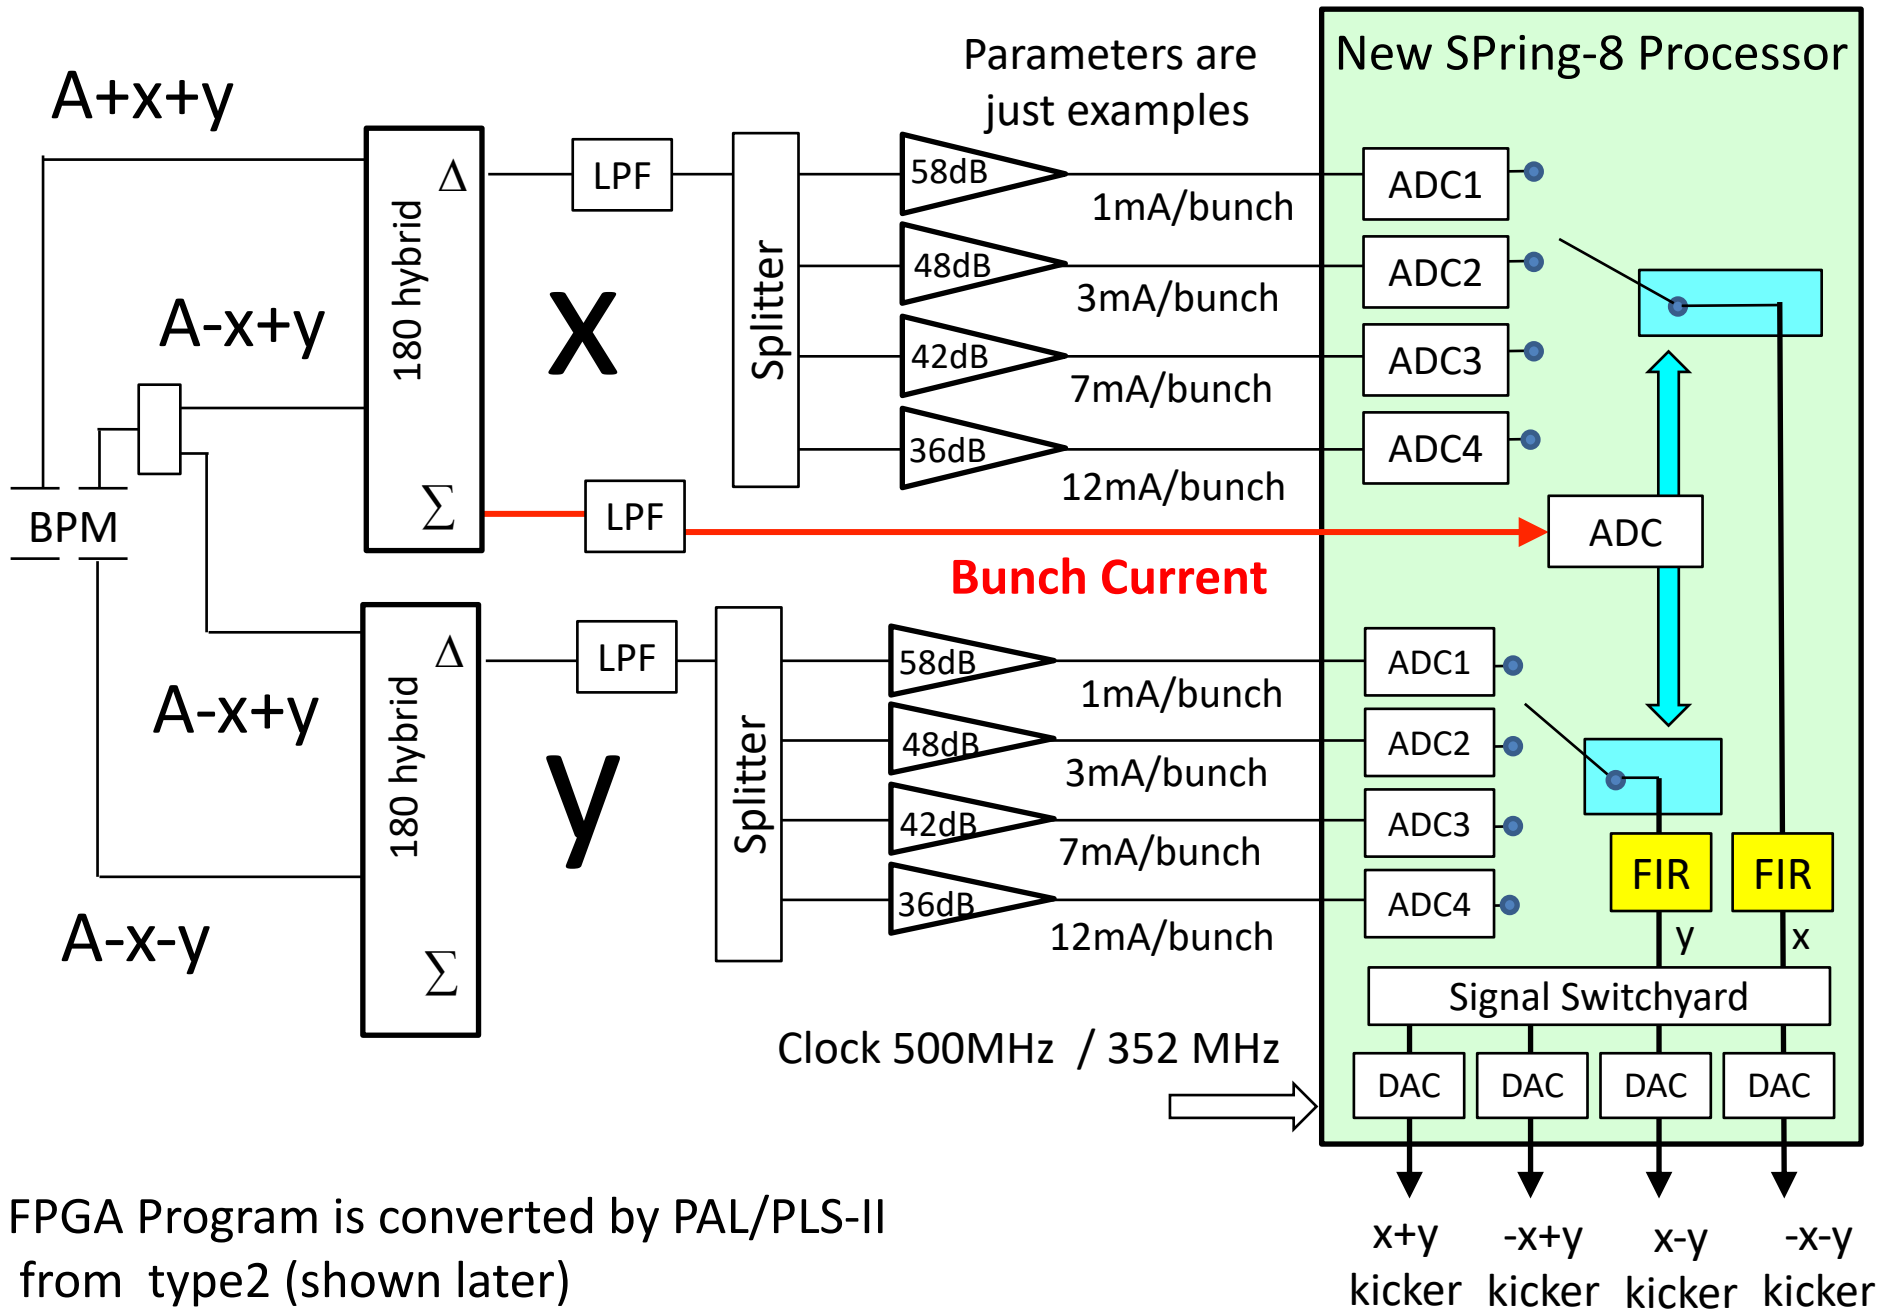 New SPring-8 Processor
Parameters are
just examples
A+x+y
180 hybrid
Δ
LPF
Splitter
58dB
1mA/bunch
ADC1
48dB
3mA/bunch
ADC2
A-x+y
x
42dB
7mA/bunch
ADC3
36dB
12mA/bunch
ADC4
Σ
LPF
ADC
BPM
Bunch Current
180 hybrid
Δ
LPF
Splitter
58dB
1mA/bunch
ADC1
A-x+y
48dB
3mA/bunch
ADC2
y
42dB
7mA/bunch
ADC3
FIR
FIR
36dB
12mA/bunch
ADC4
A-x-y
y
x
Σ
Signal Switchyard
Clock 500MHz / 352 MHz
DAC
DAC
DAC
DAC
FPGA Program is converted by PAL/PLS-II
from type2 (shown later)
x+y
kicker
-x+y
kicker
x-y
kicker
-x-y
kicker